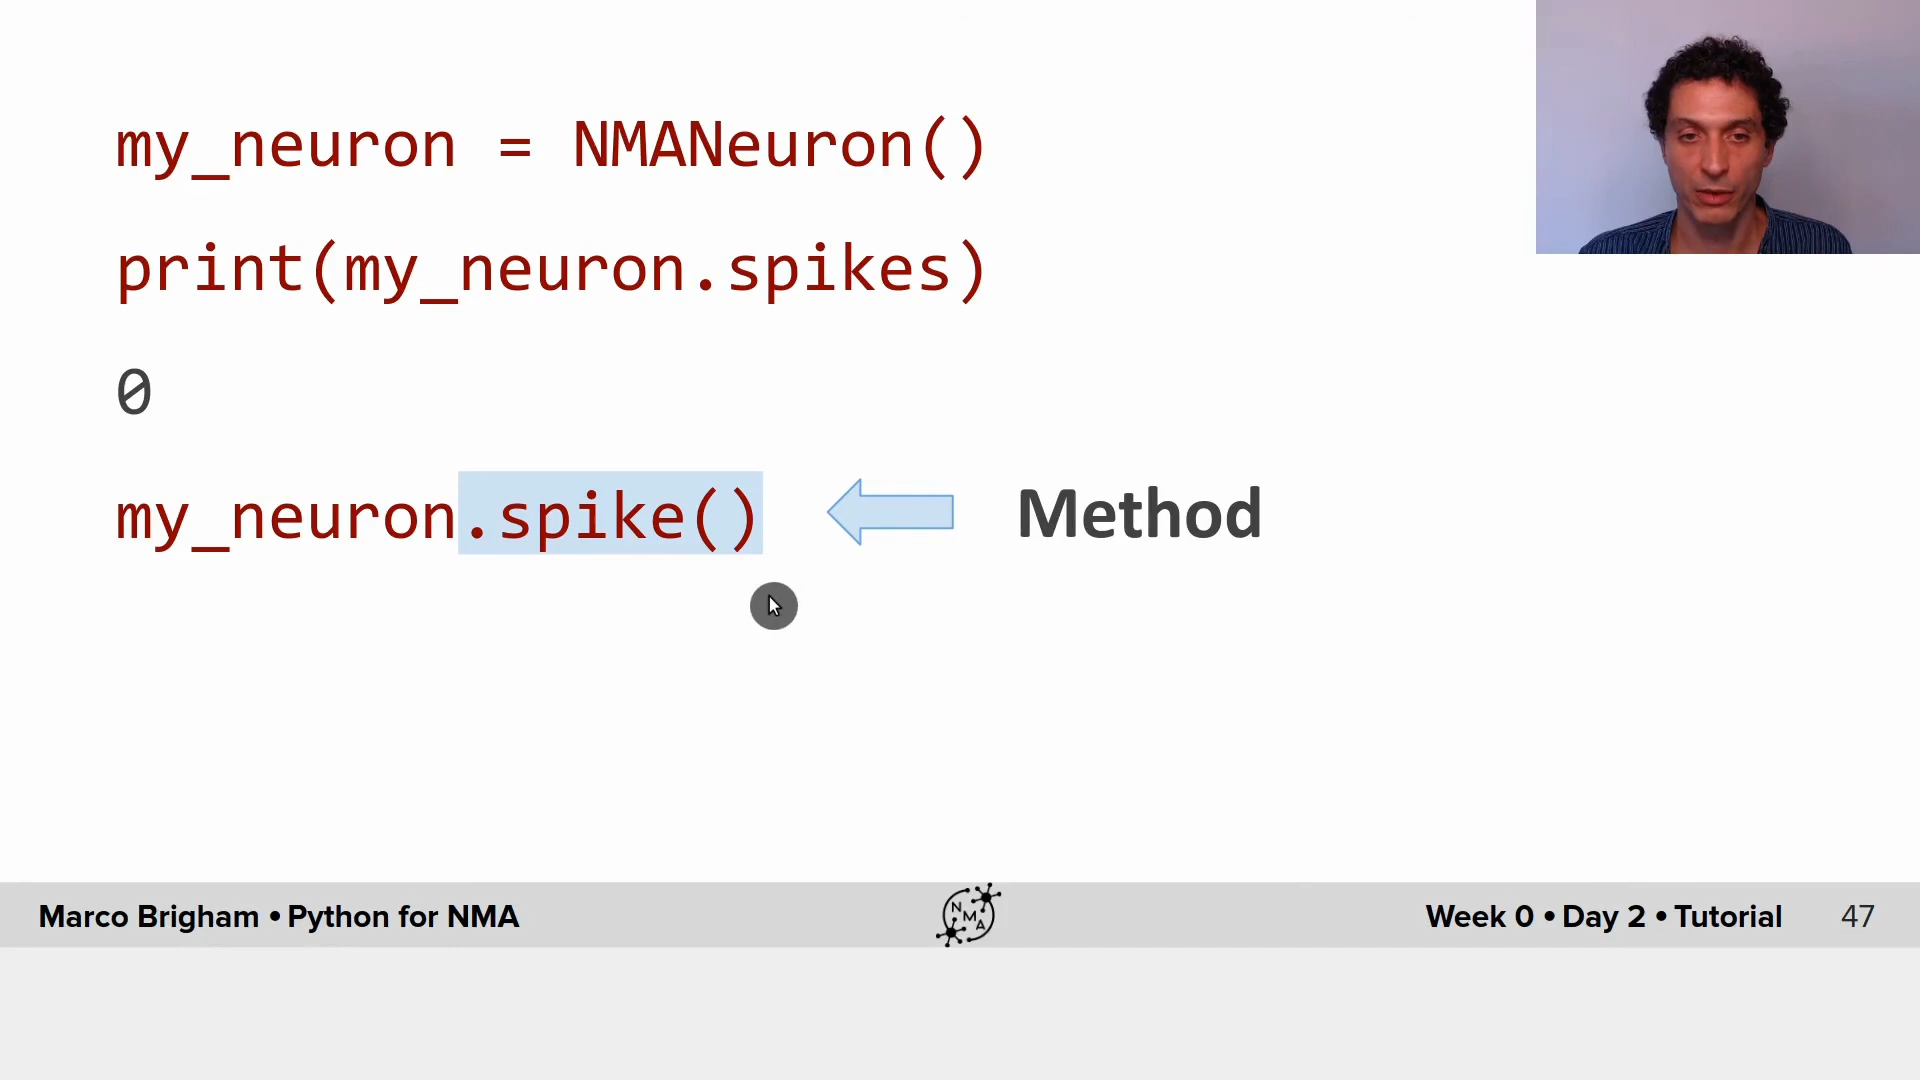 my_neuron = NMANeuron()
print(my_neuron.spikes)
0
my_neuron.spike() Method
Marco Brigham • Python for NMA
N
M
A
Week 0 • Day 2 • Tutorial 47